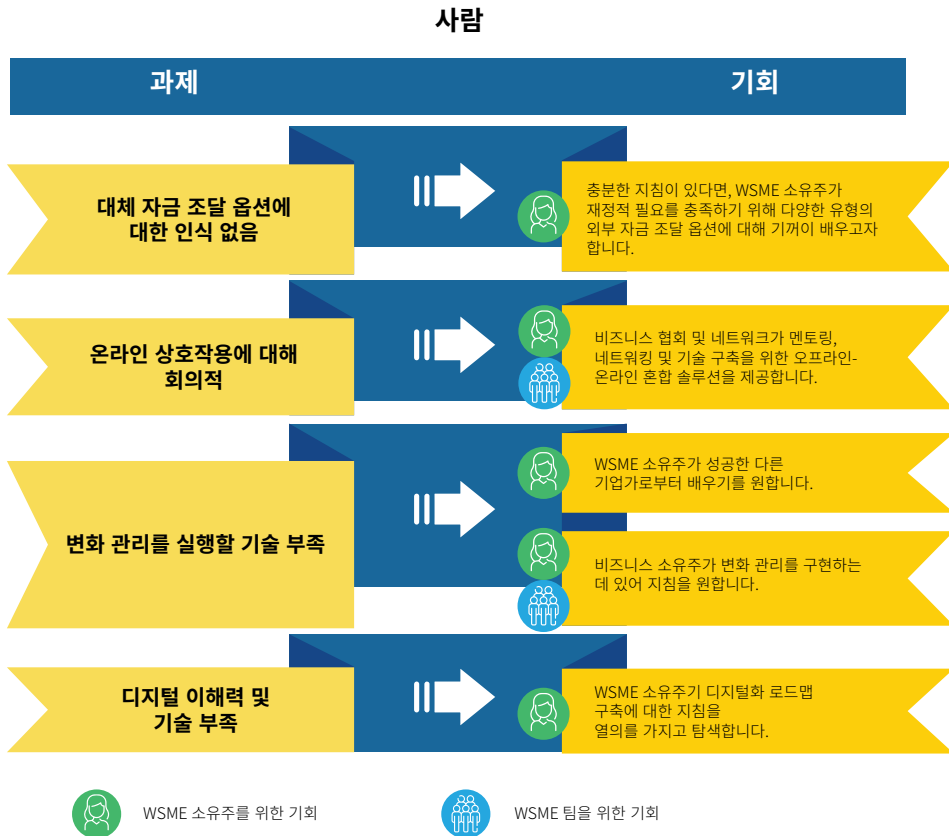 사람
과제
기회
대체 자금 조달 옵션에
대한 인식 없음
충분한 지침이 있다면, WSME 소유주가
재정적 필요를 충족하기 위해 다양한 유형의
외부 자금 조달 옵션에 대해 기꺼이 배우고자
합니다.
온라인 상호작용에 대해
회의적
비즈니스 협회 및 네트워크가 멘토링,
네트워킹 및 기술 구축을 위한 오프라인-
온라인 혼합 솔루션을 제공합니다.
변화 관리를 실행할 기술 부족
WSME 소유주가 성공한 다른
기업가로부터 배우기를 원합니다.
비즈니스 소유주가 변화 관리를 구현하는
데 있어 지침을 원합니다.
디지털 이해력 및
기술 부족
WSME 소유주기 디지털화 로드맵
구축에 대한 지침을
열의를 가지고 탐색합니다.
WSME 소유주를 위한 기회
WSME 팀을 위한 기회